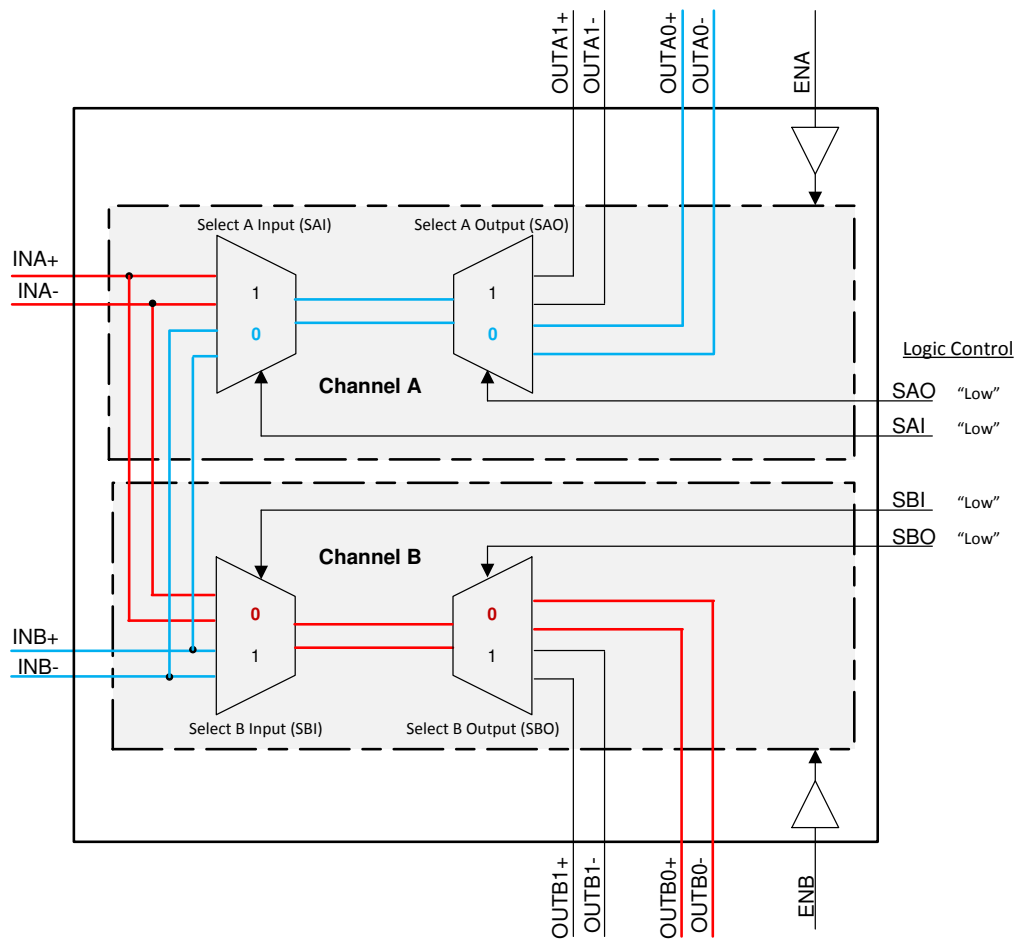 OUTA1+
OUTA1-
OUTA0+
OUTA0-
ENA
Select A Input (SAI)
Select A Output (SAO)
INA+
INA-
1
0
1
0
Channel A
Logic Control
SAO “Low”
SAI “Low”
SBI “Low”
SBO “Low”
Channel B
0
1
0
1
INB+
INB-
Select B Input (SBI)
Select B Output (SBO)
OUTB1+
OUTB1-
OUTB0+
OUTB0-
ENB